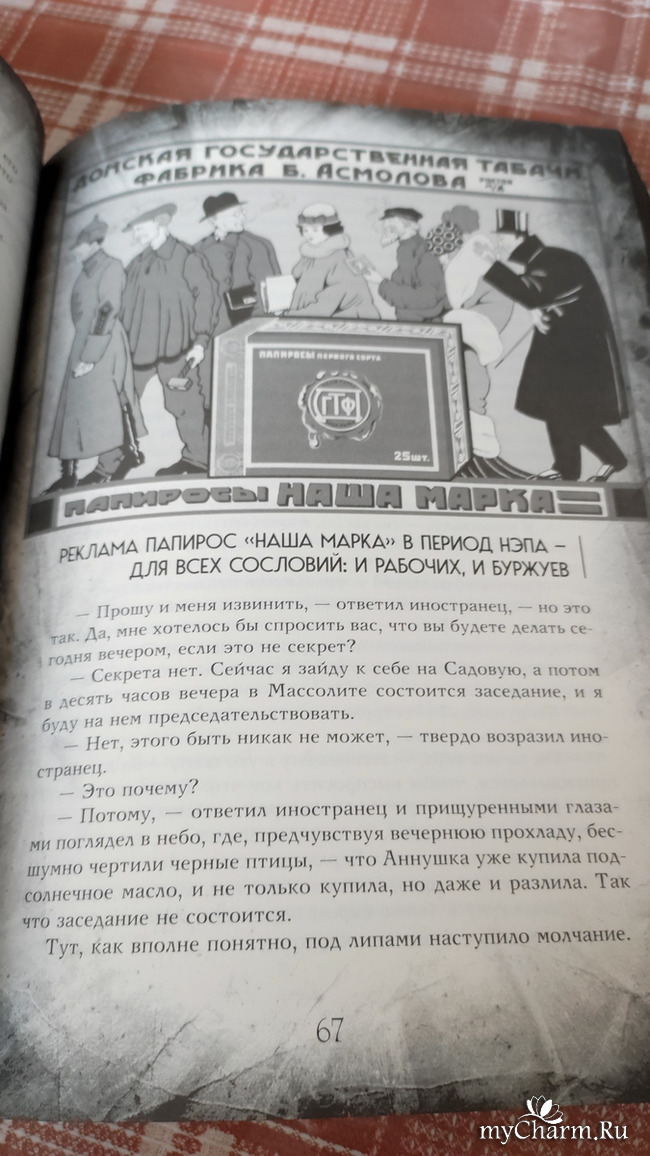 ДОНСКАЯ ГОСУДАРСТВЕННАЯ ТАБАЧН
ФАБРИКА Б. АСМОЛОВА
ПАПИРОСЫ ПЕРВОГО СОРТА
ГТФ
25 ШТ.
ПАПИРОСЫ НАША МАРКА
РЕКЛАМА ПАПИРОС «НАША МАРКА» В ПЕРИОД НЭПА –
ДЛЯ ВСЕХ СОСЛОВИЙ: И РАБОЧИХ, И БУРЖУЕВ
— Прошу и меня извинить, — ответил иностранец, — но это
так. Да, мне хотелось бы спросить вас, что вы будете делать се-
годня вечером, если это не секрет?
— Секрета нет. Сейчас я зайду к себе на Садовую, а потом
в десять часов вечера в Массолите состоится заседание, и я
буду на нем председательствовать.
— Нет, этого быть никак не может, — твердо возразил ино-
странец.
— Это почему?
— Потому, — ответил иностранец и прищуренными глаза-
ми поглядел в небо, где, предчувствуя вечернюю прохладу, бес-
шумно чертили черные птицы, — что Аннушка уже купила под-
солнечное масло, и не только купила, но даже и разлила. Так
что заседание не состоится.
Тут, как вполне понятно, под липами наступило молчание.
67
myCharm.Ru